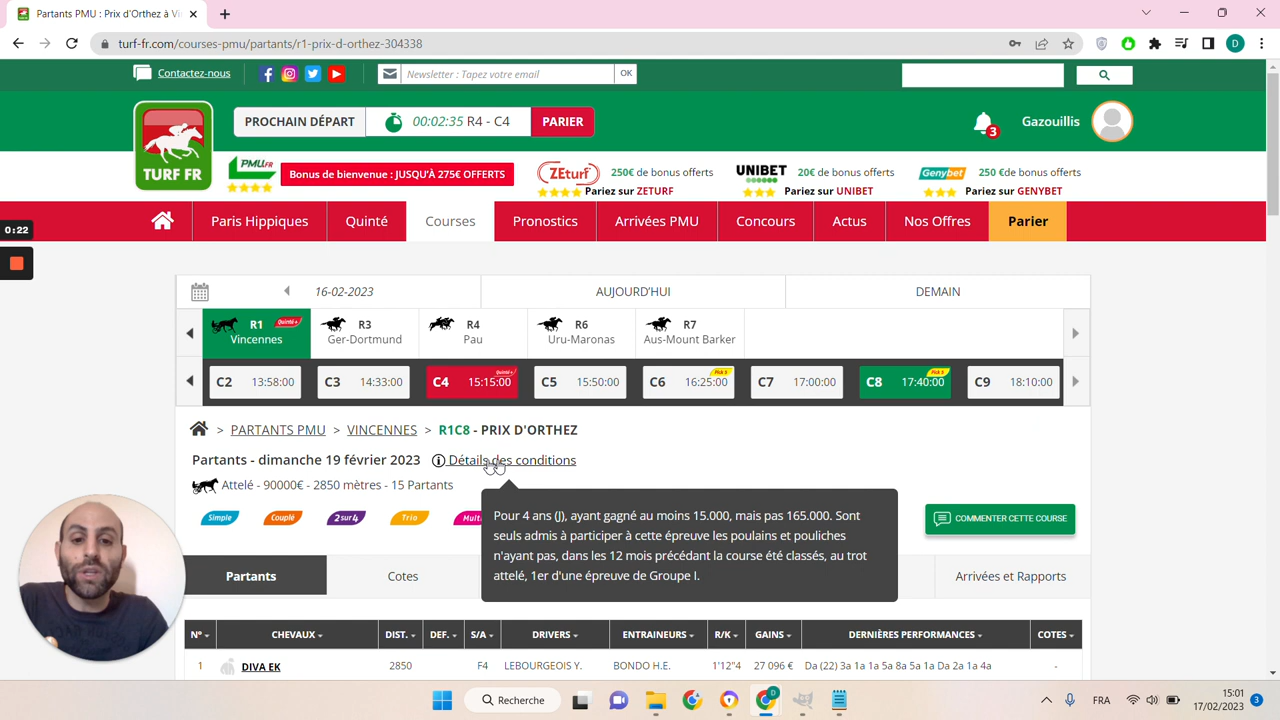 Partants PMU : Prix d'Orthez à Vi
turf-fr.com/courses-pmu/partants/r1-prix-d-orthez-304338
D
Contactez-nous
Newsletter : Tapez votre email
OK
TURF FR
PROCHAIN DÉPART
00:02:35 R4 - C4
PARIER
3
Gazouillis
PMU.FR
Bonus de bienvenue : JUSQU'À 275€ OFFERTS
ZEturf
250€ de bonus offerts
Pariez sur ZETURF
UNIBET
20€ de bonus offerts
Pariez sur UNIBET
Genybet
250 €de bonus offerts
Pariez sur GENYBET
Paris Hippiques
Quinté
Courses
Pronostics
Arrivées PMU
Concours
Actus
Nos Offres
Parier
0:22
16-02-2023
AUJOURD'HUI
DEMAIN
R1 Quinté+
Vincennes
R3
Ger-Dortmund
R4
Pau
R6
Uru-Maronas
R7
Aus-Mount Barker
C2 13:58:00
C3 14:33:00
C4 15:15:00 Quinté+
C5 15:50:00
C6 16:25:00 Pick 5
C7 17:00:00
C8 17:40:00 Pick 5
C9 18:10:00
> PARTANTS PMU > VINCENNES > R1C8 - PRIX D'ORTHEZ
Partants - dimanche 19 février 2023 Détails des conditions
Attelé - 90000€ - 2850 mètres - 15 Partants
Simple
Couplé
2sur4
Trio
Multi
Pour 4 ans (J), ayant gagné au moins 15.000, mais pas 165.000. Sont
seuls admis à participer à cette épreuve les poulains et pouliches
n'ayant pas, dans les 12 mois précédant la course été classés, au trot
attelé, 1er d'une épreuve de Groupe I.
COMMENTER CETTE COURSE
Partants
Cotes
Arrivées et Rapports
N° CHEVAUX DIST. DEF. S/A DRIVERS ENTRAINEURS R/K GAINS DERNIÈRES PERFORMANCES COTES
1 DIVA EK 2850 F4 LEBOURGEOIS Y. BONDO H.E. 1'12"4 27 096 € Da (22) 3a 1a 1a 5a 8a 5a 1a Da 2a 1a 4a -
Recherche
D
FRA
15:01
17/02/2023
3